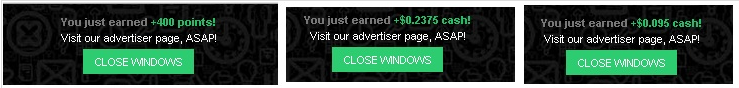 You just earned +400 points!
Visit our advertiser page, ASAP!
CLOSE WINDOWS
You just earned +$0.2375 cash!
Visit our advertiser page, ASAP!
CLOSE WINDOWS
You just earned +$0.095 cash!
Visit our advertiser page, ASAP!
CLOSE WINDOWS